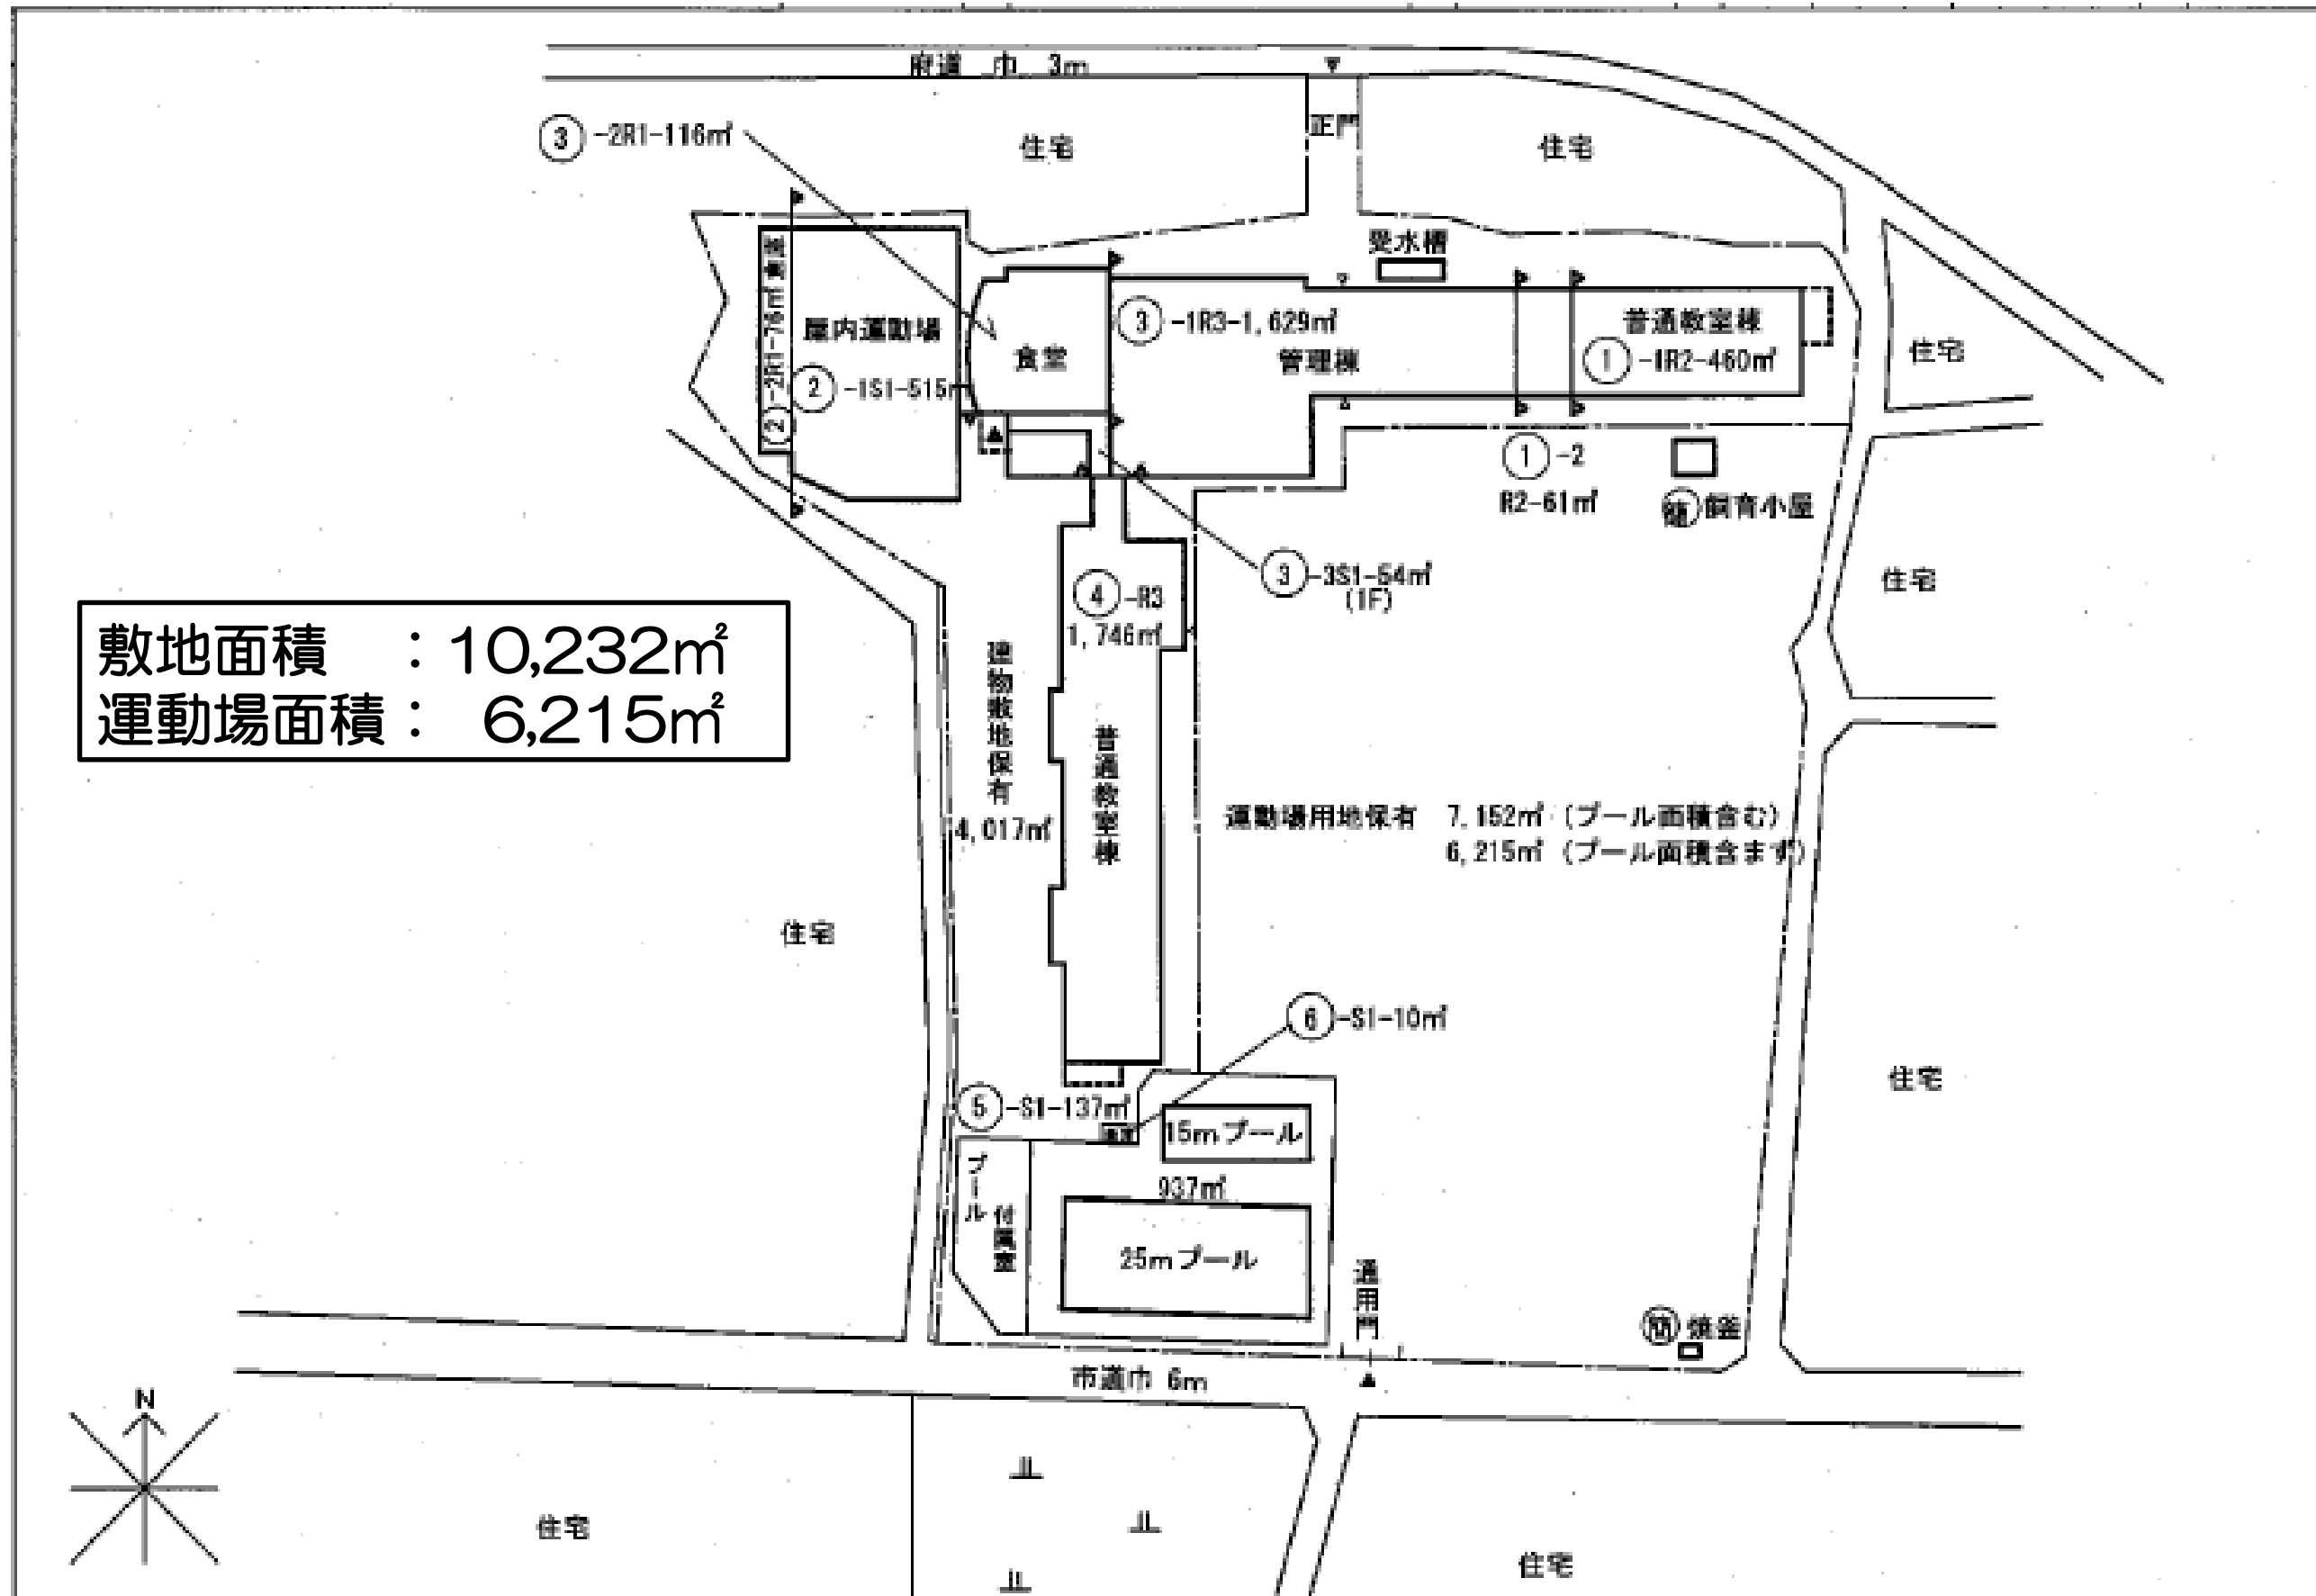 府道 巾 3m
③-2R1-116㎡
住宅
正門
住宅
受水槽
②-2R1-76㎡ 倉庫
屋内運動場
②-1S1-515㎡
食堂
③-1R3-1,629㎡
管理棟
普通教室棟
①-1R2-460㎡
住宅
①-2
R2-61㎡
飼育小屋
③-3S1-54㎡
(1F)
住宅
④-R3
1,746㎡
敷地面積 :10,232㎡
運動場面積: 6,215㎡
建物敷地保有
4,017㎡
普通教室棟
運動場用地保有 7,152㎡(プール面積含む)
6,215㎡(プール面積含まず)
住宅
⑥-S1-10㎡
住宅
⑤-S1-137㎡
15mプール
プール
付属室
937㎡
25mプール
通用門
㈲ 焼釜
市道巾 6m
N
住宅
住宅